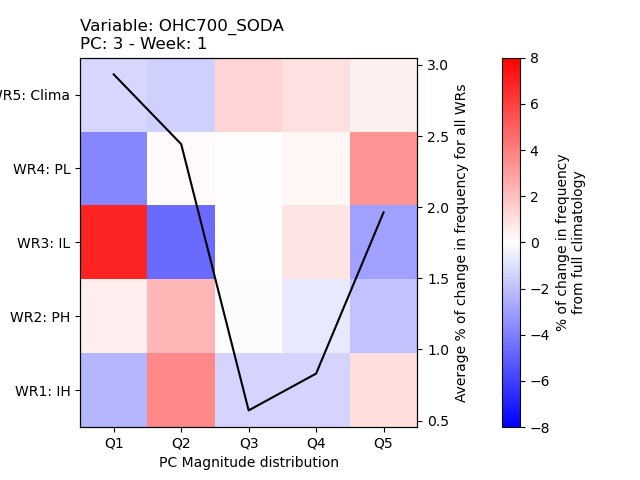 Variable: OHC700_SODA
PC: 3 - Week: 1
WR5: Clima
WR4: PL
WR3: IL
WR2: PH
WR1: IH
Q1 Q2 Q3 Q4 Q5
PC Magnitude distribution
3.0
2.5
2.0
1.5
1.0
0.5
Average % of change in frequency for all WRs
8
6
4
2
0
−2
−4
−6
−8
% of change in frequency
from full climatology